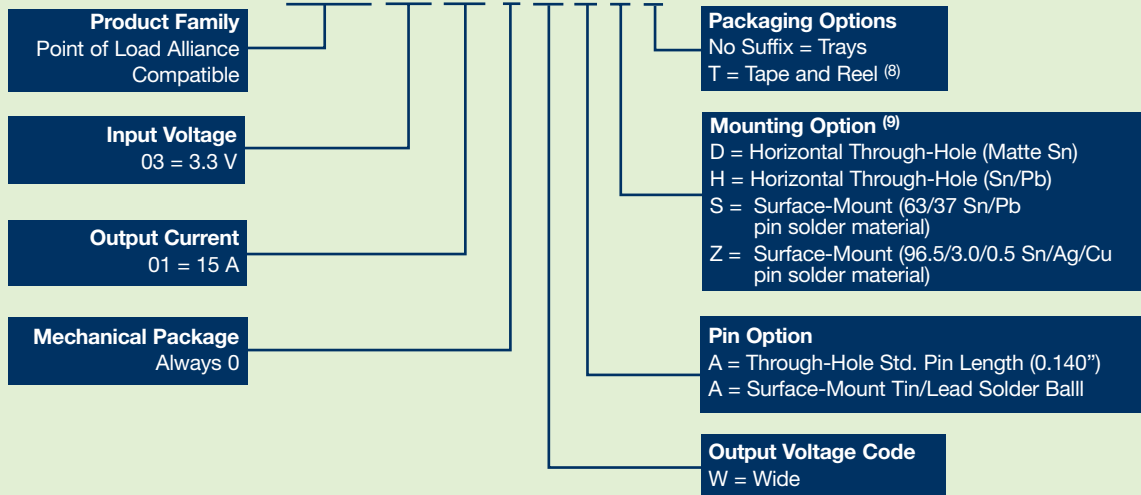 Product Family
Point of Load Alliance
Compatible
Input Voltage
03 = 3.3 V
Output Current
01 = 15 A
Mechanical Package
Always 0
Packaging Options
No Suffix = Trays
T = Tape and Reel (8)
Mounting Option (9)
D = Horizontal Through-Hole (Matte Sn)
H = Horizontal Through-Hole (Sn/Pb)
S = Surface-Mount (63/37 Sn/Pb
pin solder material)
Z = Surface-Mount (96.5/3.0/0.5 Sn/Ag/Cu
pin solder material)
Pin Option
A = Through-Hole Std. Pin Length (0.140”)
A = Surface-Mount Tin/Lead Solder Balll
Output Voltage Code
W = Wide